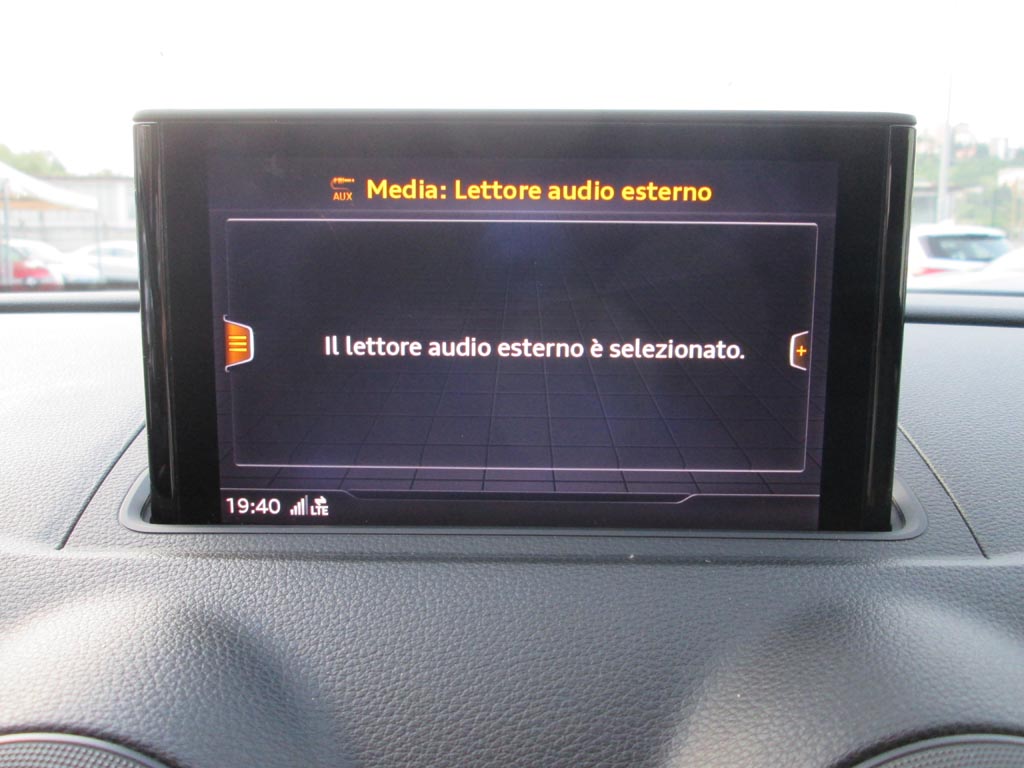 AUX Media: Lettore audio esterno
Il lettore audio esterno è selezionato.
19:40 LTE